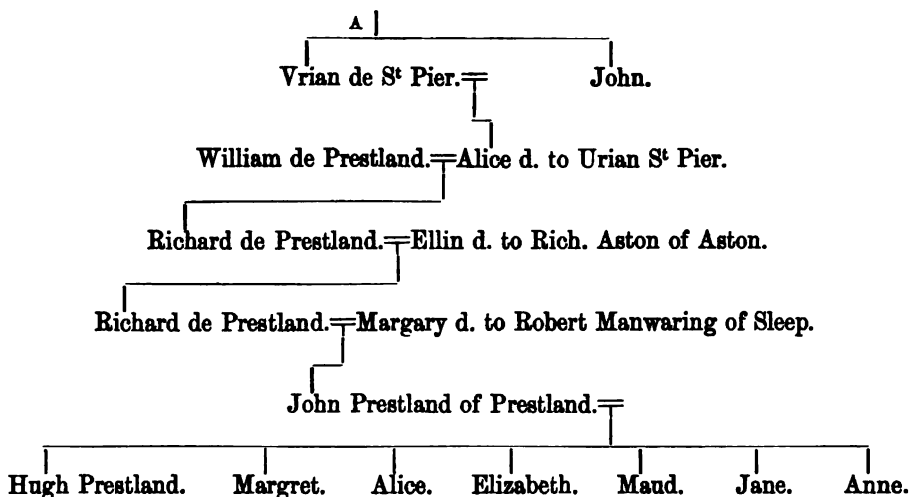 A
Vrian de Sᵗ Pier. John.
William de Prestland. Alice d. to Urian Sᵗ Pier.
Richard de Prestland. Ellin d. to Rich. Aston of Aston.
Richard de Prestland. Margary d. to Robert Manwaring of Sleep.
John Prestland of Prestland.
Hugh Prestland. Margret. Alice. Elizabeth. Maud. Jane. Anne.